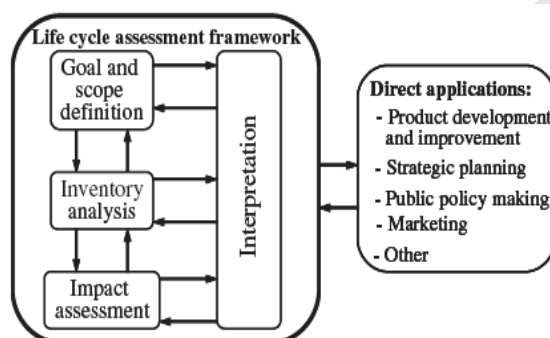 Life cycle assessment framework
Goal and
scope
definition
Inventory
analysis
Impact
assessment
Interpretation
Direct applications:
- Product development
and improvement
- Strategic planning
- Public policy making
- Marketing
- Other